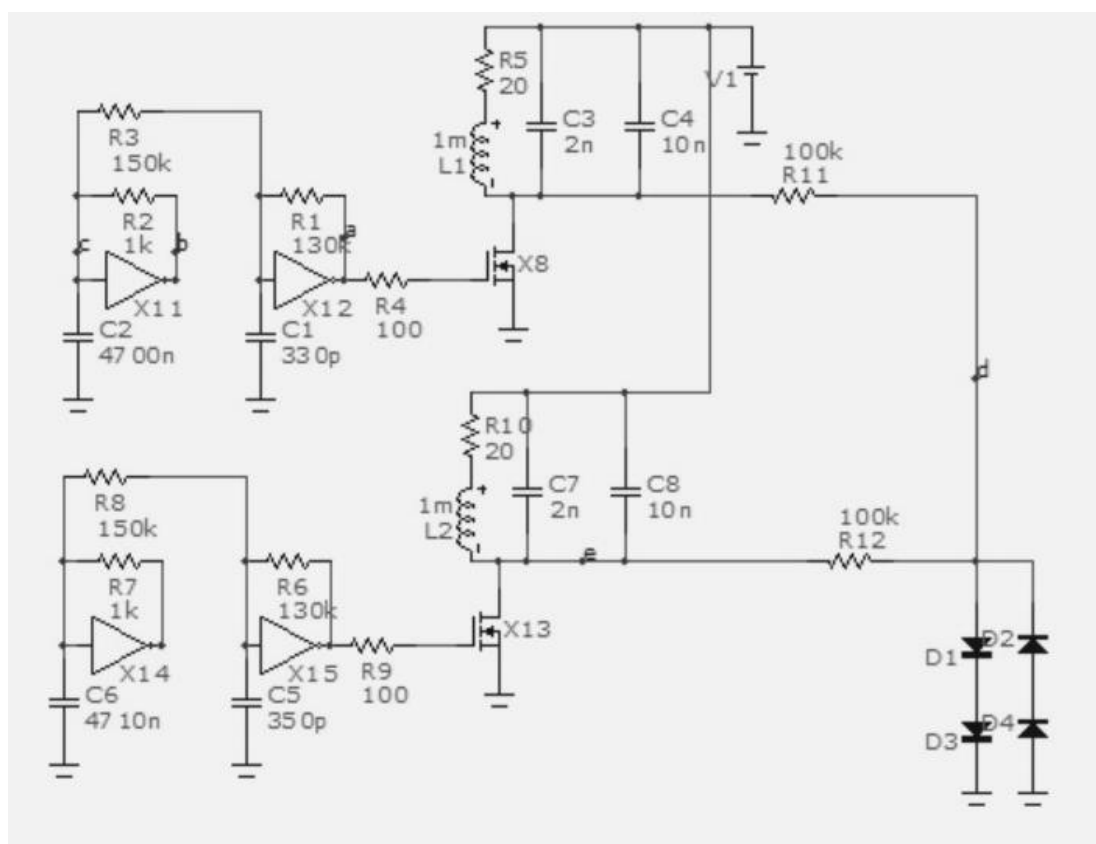 R5
20
V1
C3
2n
C4
10n
1m
L1
100k
R11
R3
150k
R2
1k
R1
130k
c
b
a
X8
X11
X12
R4
100
C2
4700n
C1
330p
d
R10
20
C7
2n
C8
10n
1m
L2
100k
R12
e
R8
150k
R7
1k
R6
130k
X13
X14
X15
R9
100
C6
4710n
C5
350p
D1
D2
D3
D4